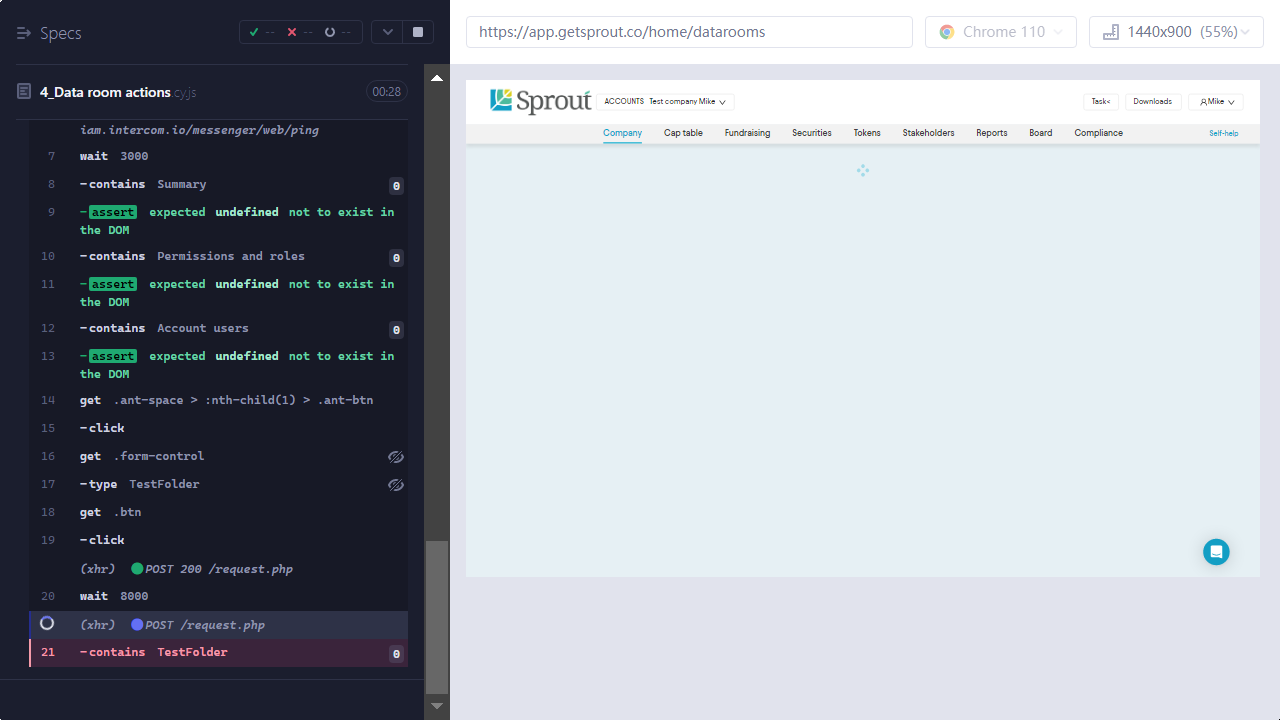 Specs
-- -- --
https://app.getsprout.co/home/datarooms
Chrome 110
1440x900 (55%)
4_Data room actions.cy.js
00:28
iam.intercom.io/messenger/web/ping
7 wait 3000
8 -contains Summary 0
9 -assert expected undefined not to exist in
the DOM
10 -contains Permissions and roles 0
11 -assert expected undefined not to exist in
the DOM
12 -contains Account users 0
13 -assert expected undefined not to exist in
the DOM
14 get .ant-space > :nth-child(1) > .ant-btn
15 -click
16 get .form-control
17 -type TestFolder
18 get .btn
19 -click
(xhr) POST 200 /request.php
20 wait 8000
(xhr) POST /request.php
21 -contains TestFolder 0
Sprout
ACCOUNTS Test company Mike
Task<
Downloads
Mike
Company Cap table Fundraising Securities Tokens Stakeholders Reports Board Compliance
Self-help